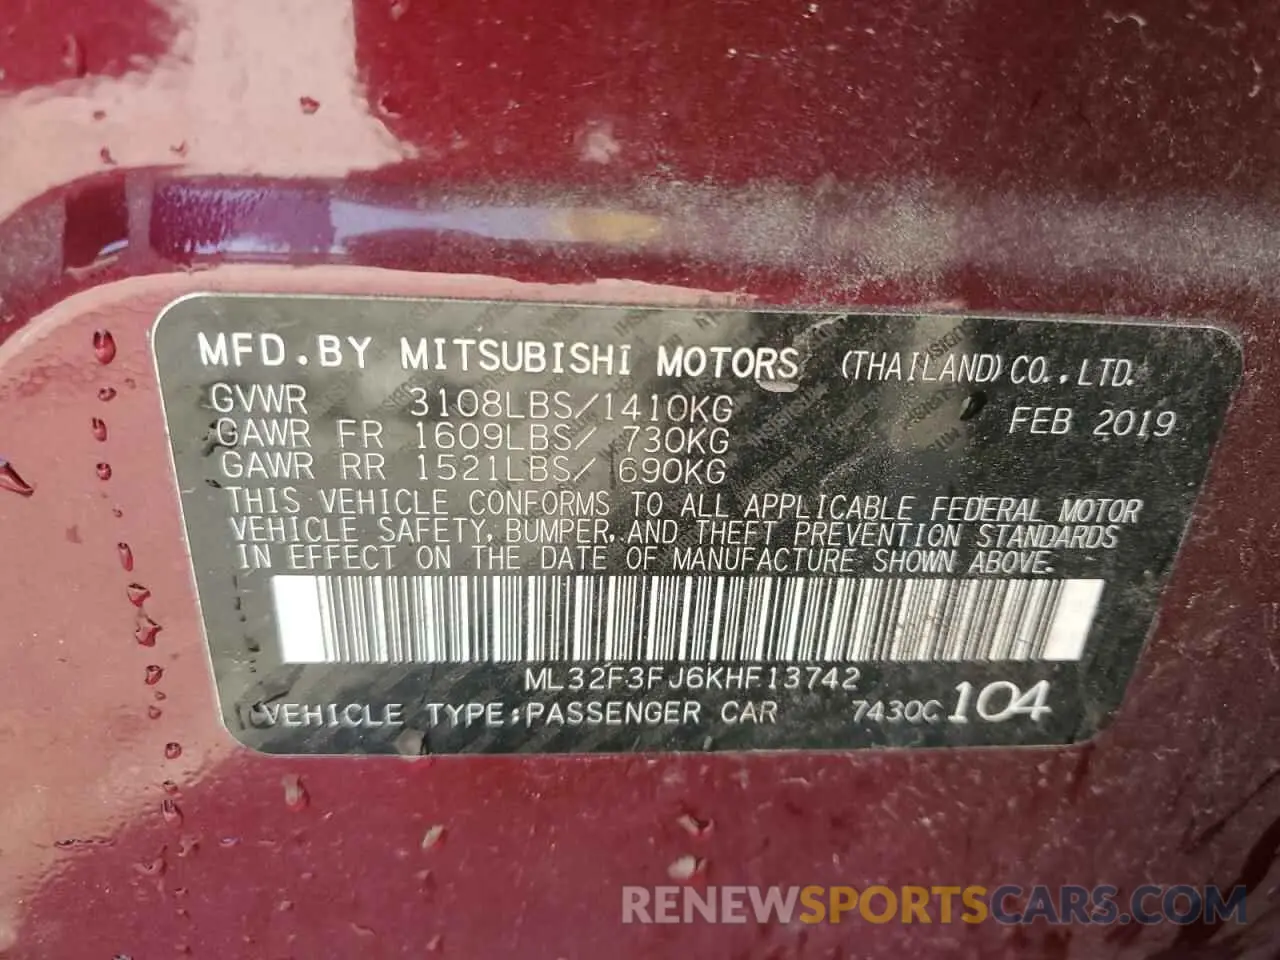 MFD.BY MITSUBISHI MOTORS (THAILAND)CO.,LTD.
GVWR 3108LBS/1410KG FEB 2019
GAWR FR 1609LBS/ 730KG
GAWR RR 1521LBS/ 690KG
THIS VEHICLE CONFORMS TO ALL APPLICABLE FEDERAL MOTOR
VEHICLE SAFETY, BUMPER, AND THEFT PREVENTION STANDARDS
IN EFFECT ON THE DATE OF MANUFACTURE SHOWN ABOVE.
ML32F3FJ6KHF13742
VEHICLE TYPE:PASSENGER CAR 7430C 104
RENEWSPORTSCARS.COM